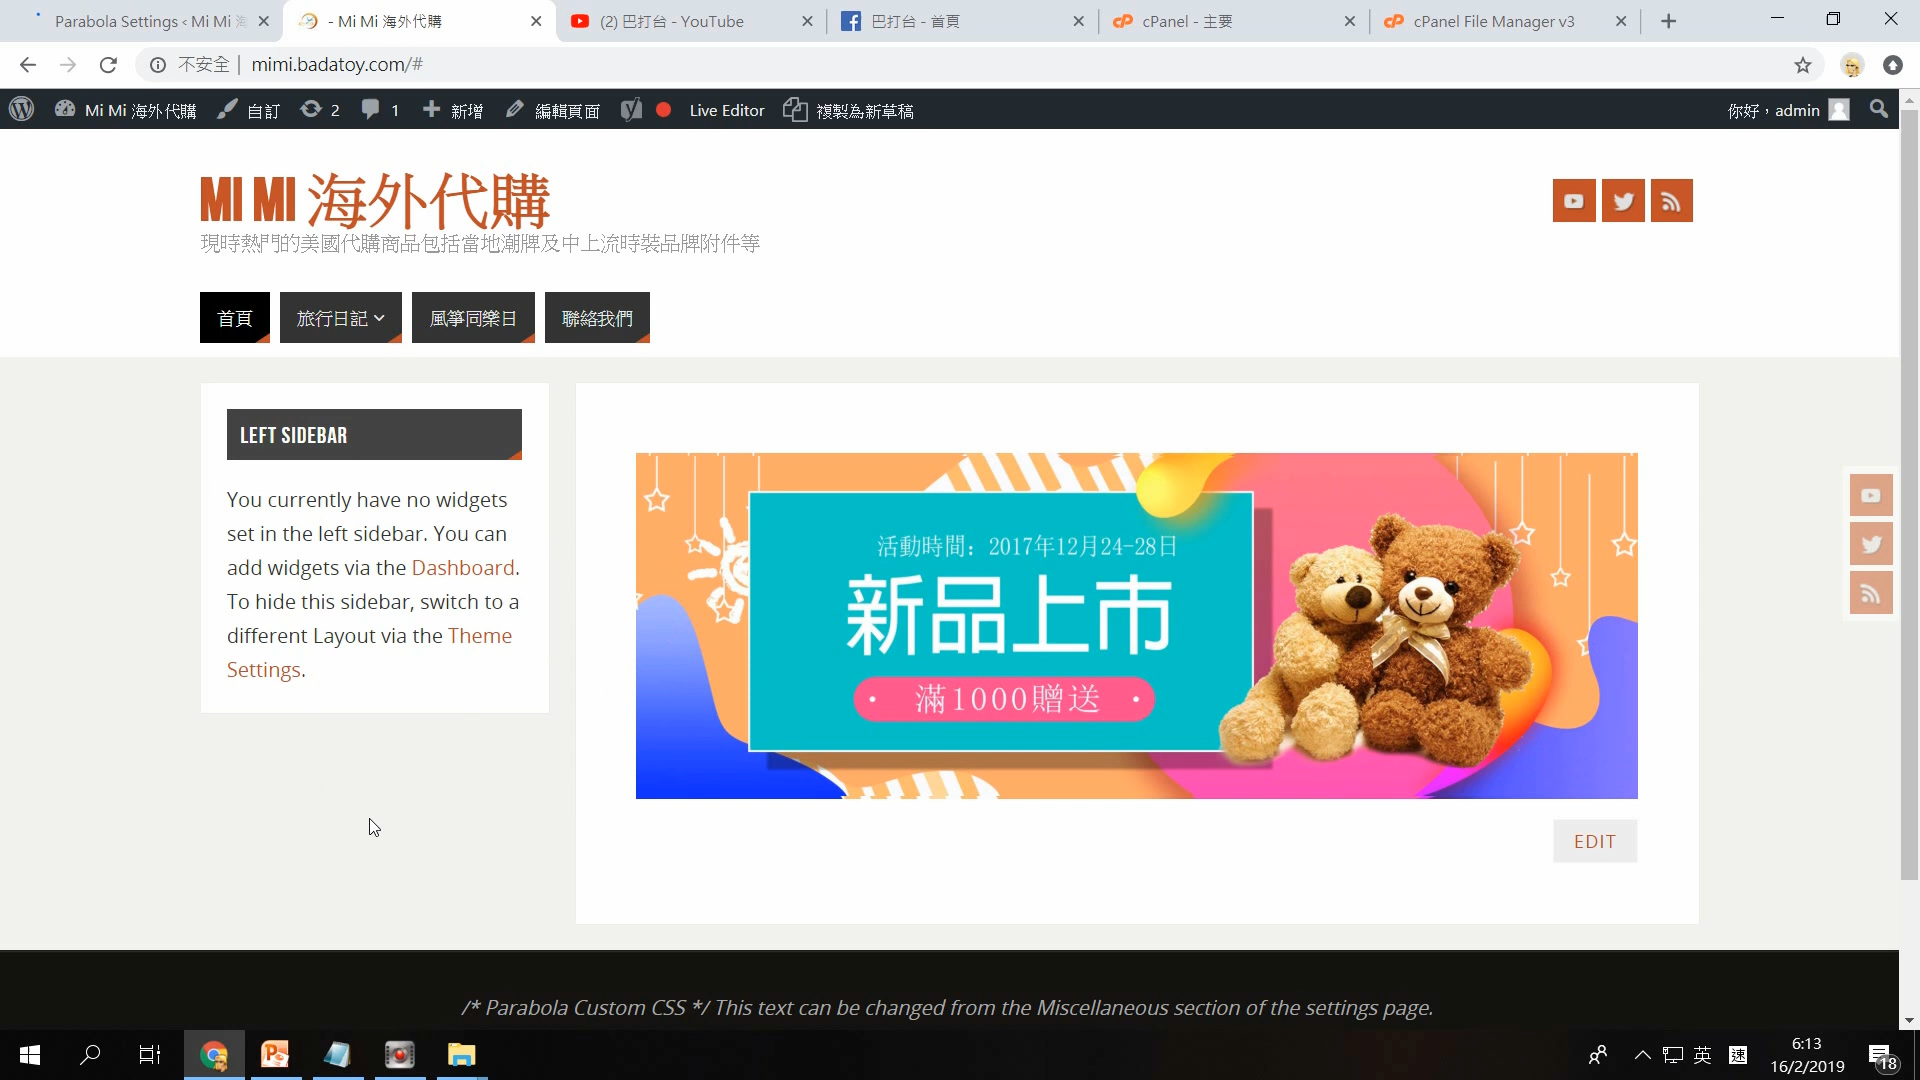 Parabola Settings ‹ Mi Mi 海
- Mi Mi 海外代購
(2) 巴打台 - YouTube
巴打台 - 首頁
cPanel - 主要
cPanel File Manager v3
不安全 | mimi.badatoy.com/#
Mi Mi 海外代購
自訂
2
1
新增
編輯頁面
Live Editor
複製為新草稿
你好，admin
MI MI 海外代購
現時熱門的美國代購商品包括當地潮牌及中上流時裝品牌附件等
首頁
旅行日記
風箏同樂日
聯絡我們
LEFT SIDEBAR
You currently have no widgets
set in the left sidebar. You can
add widgets via the Dashboard.
To hide this sidebar, switch to a
different Layout via the Theme
Settings.
活動時間：2017年12月24-28日
新品上市
• 滿1000贈送 •
EDIT
/* Parabola Custom CSS */ This text can be changed from the Miscellaneous section of the settings page.
英
速
6:13
16/2/2019
18